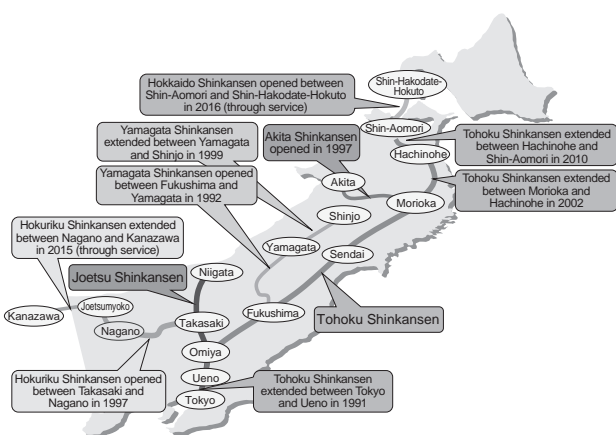 Shin-Hakodate-
Hokuto
Hokkaido Shinkansen opened between
Shin-Aomori and Shin-Hakodate-Hokuto
in 2016 (through service)
Shin-Aomori
Tohoku Shinkansen extended
between Hachinohe and
Shin-Aomori in 2010
Yamagata Shinkansen
extended between Yamagata
and Shinjo in 1999
Akita Shinkansen
opened in 1997
Hachinohe
Yamagata Shinkansen opened
between Fukushima and
Yamagata in 1992
Akita
Morioka
Tohoku Shinkansen extended
between Morioka and
Hachinohe in 2002
Shinjo
Hokuriku Shinkansen extended
between Nagano and Kanazawa
in 2015 (through service)
Yamagata
Sendai
Joetsu Shinkansen
Niigata
Kanazawa
Joetsumyoko
Nagano
Takasaki
Fukushima
Tohoku Shinkansen
Omiya
Hokuriku Shinkansen opened
between Takasaki and
Nagano in 1997
Ueno
Tokyo
Tohoku Shinkansen
extended between Tokyo
and Ueno in 1991